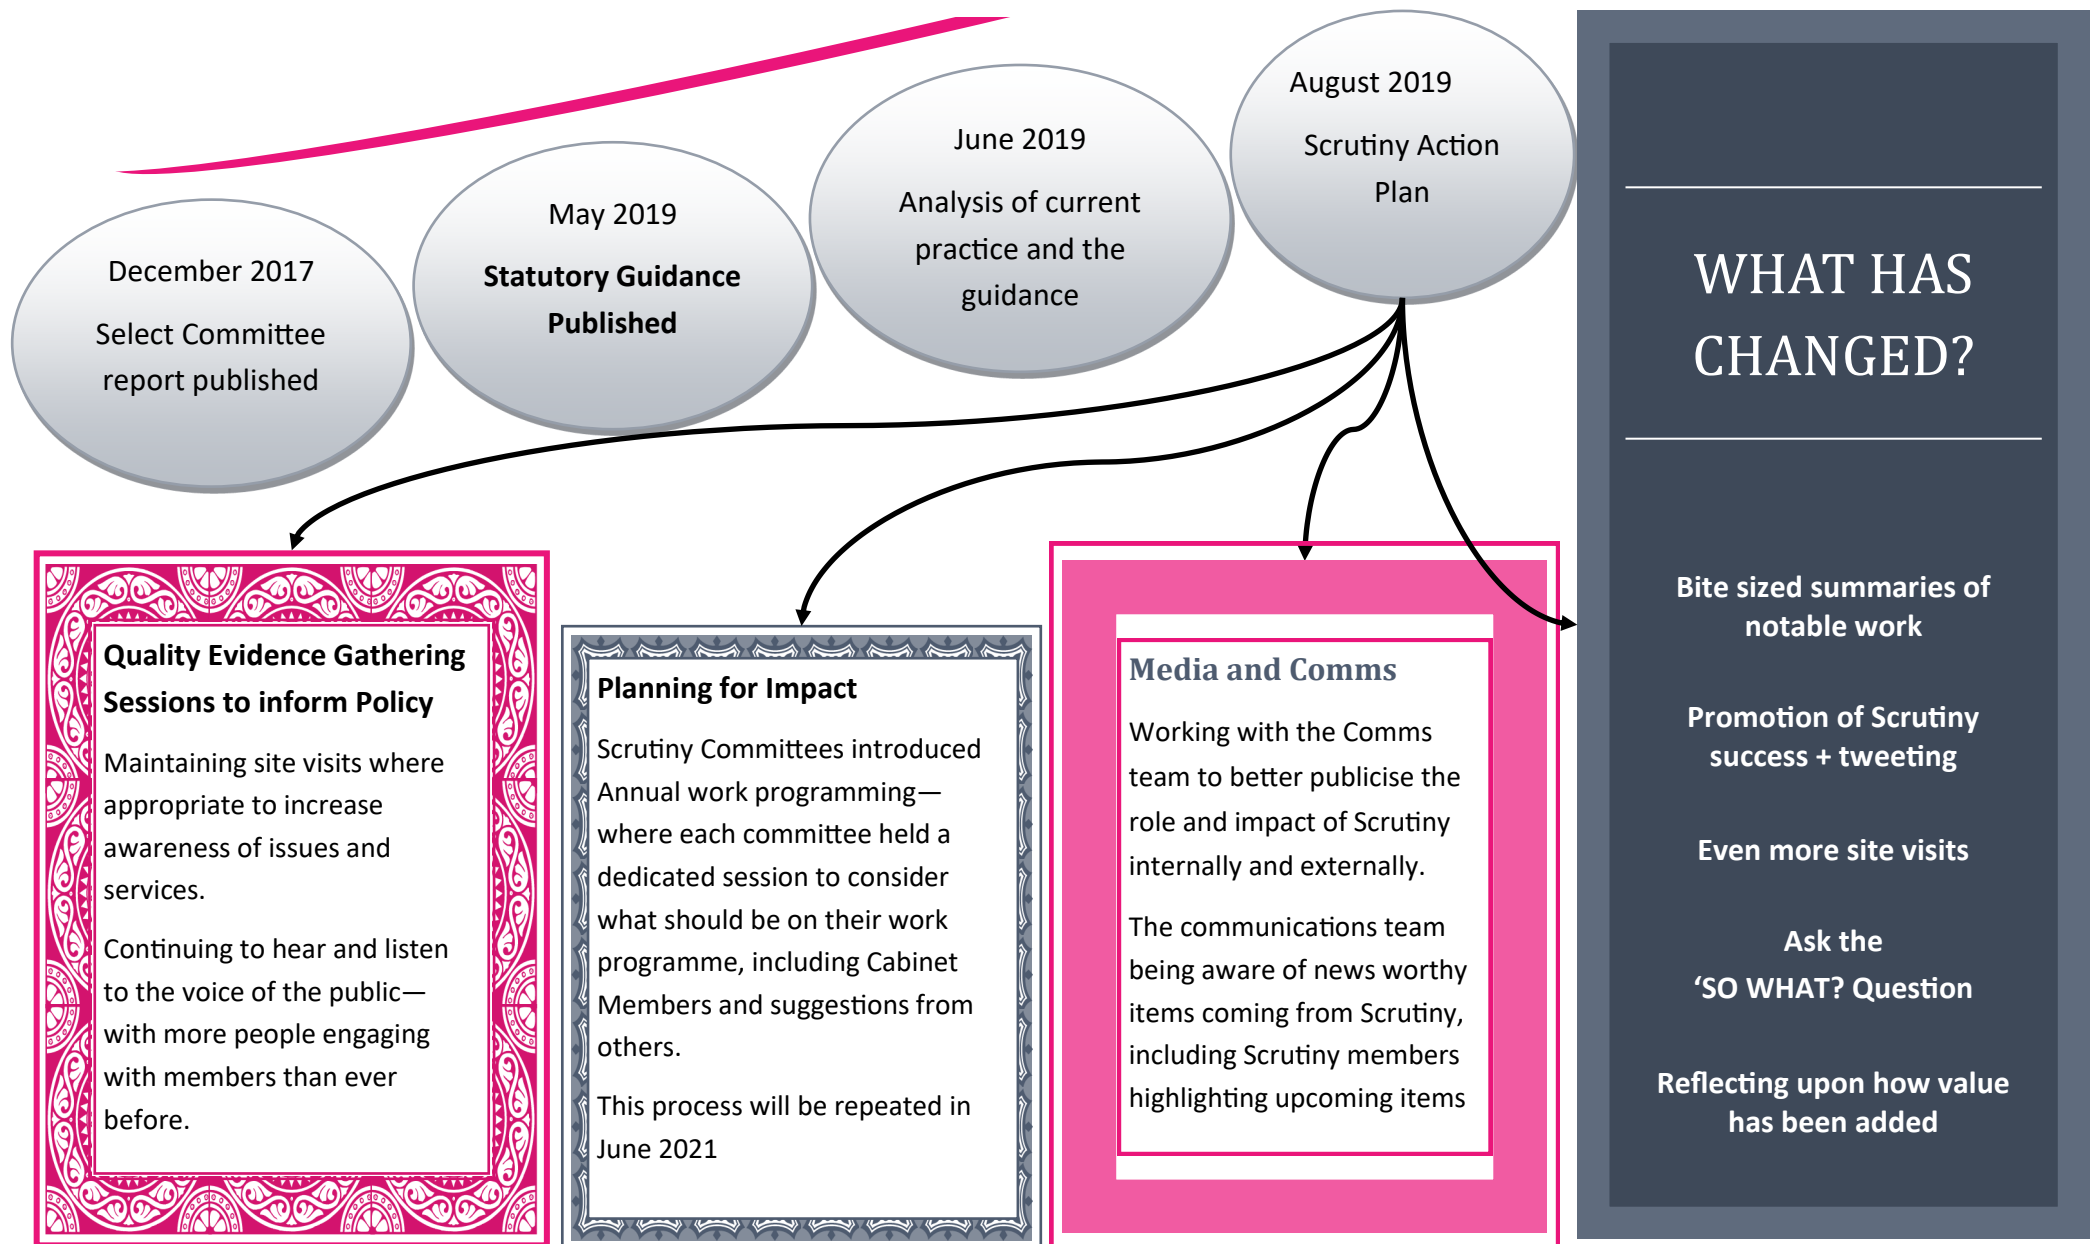 December 2017
Select Committee
report published
May 2019
Statutory Guidance
Published
June 2019
Analysis of current
practice and the
guidance
August 2019
Scrutiny Action
Plan
Quality Evidence Gathering
Sessions to inform Policy
Maintaining site visits where
appropriate to increase
awareness of issues and
services.
Continuing to hear and listen
to the voice of the public—
with more people engaging
with members than ever
before.
Planning for Impact
Scrutiny Committees introduced
Annual work programming—
where each committee held a
dedicated session to consider
what should be on their work
programme, including Cabinet
Members and suggestions from
others.
This process will be repeated in
June 2021
Media and Comms
Working with the Comms
team to better publicise the
role and impact of Scrutiny
internally and externally.
The communications team
being aware of news worthy
items coming from Scrutiny,
including Scrutiny members
highlighting upcoming items
WHAT HAS
CHANGED?
Bite sized summaries of
notable work
Promotion of Scrutiny
success + tweeting
Even more site visits
Ask the
‘SO WHAT? Question
Reflecting upon how value
has been added